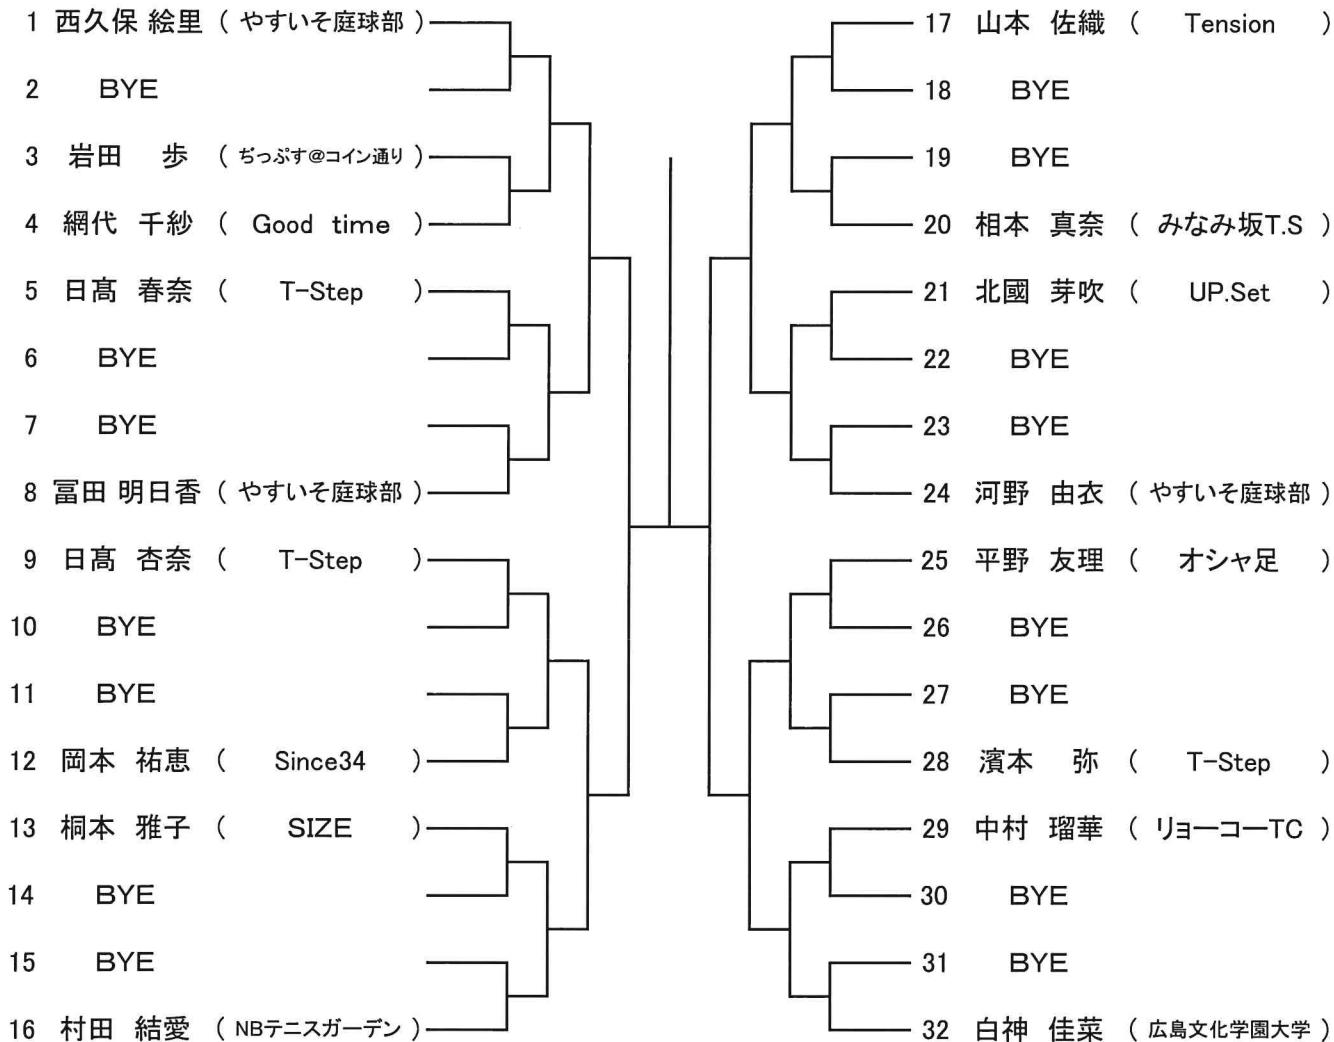 1 西久保 絵里 ( やすいそ庭球部 )
2 BYE
3 岩田 歩 ( ぢっぷす@コイン通り )
4 網代 千紗 ( Good time )
5 日髙 春奈 ( T-Step )
6 BYE
7 BYE
8 冨田 明日香 ( やすいそ庭球部 )
9 日髙 杏奈 ( T-Step )
10 BYE
11 BYE
12 岡本 祐恵 ( Since34 )
13 桐本 雅子 ( SIZE )
14 BYE
15 BYE
16 村田 結愛 ( NBテニスガーデン )
17 山本 佐織 ( Tension )
18 BYE
19 BYE
20 相本 真奈 ( みなみ坂T.S )
21 北國 芽吹 ( UP.Set )
22 BYE
23 BYE
24 河野 由衣 ( やすいそ庭球部 )
25 平野 友理 ( オシャ足 )
26 BYE
27 BYE
28 濱本 弥 ( T-Step )
29 中村 瑠華 ( リョーコーTC )
30 BYE
31 BYE
32 白神 佳菜 ( 広島文化学園大学 )